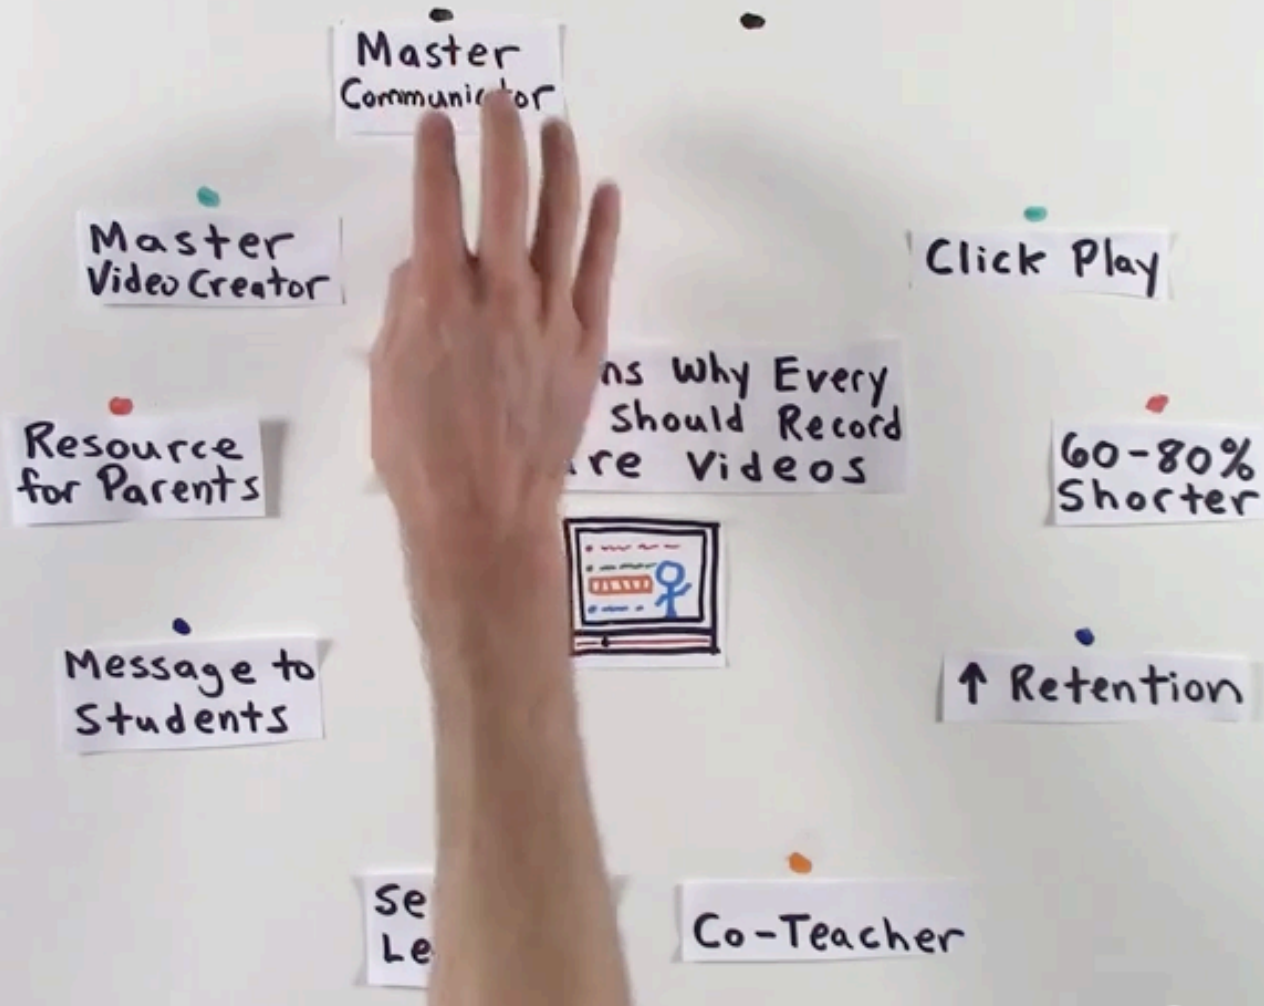 Master
Communicator
Master
Video Creator
Click Play
Why Every
Should Record
Videos
Resource
for Parents
60-80%
Shorter
Message to
Students
↑ Retention
Co-Teacher